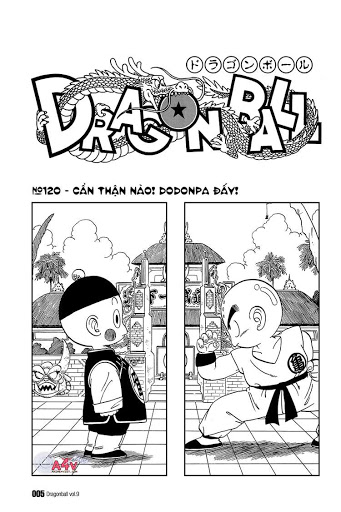 ドラゴンボール
DRAGON BALL
№120 - CẨN THẬN NÀO! DODONPA ĐẤY!
A4V
005 Dragonball vol.9